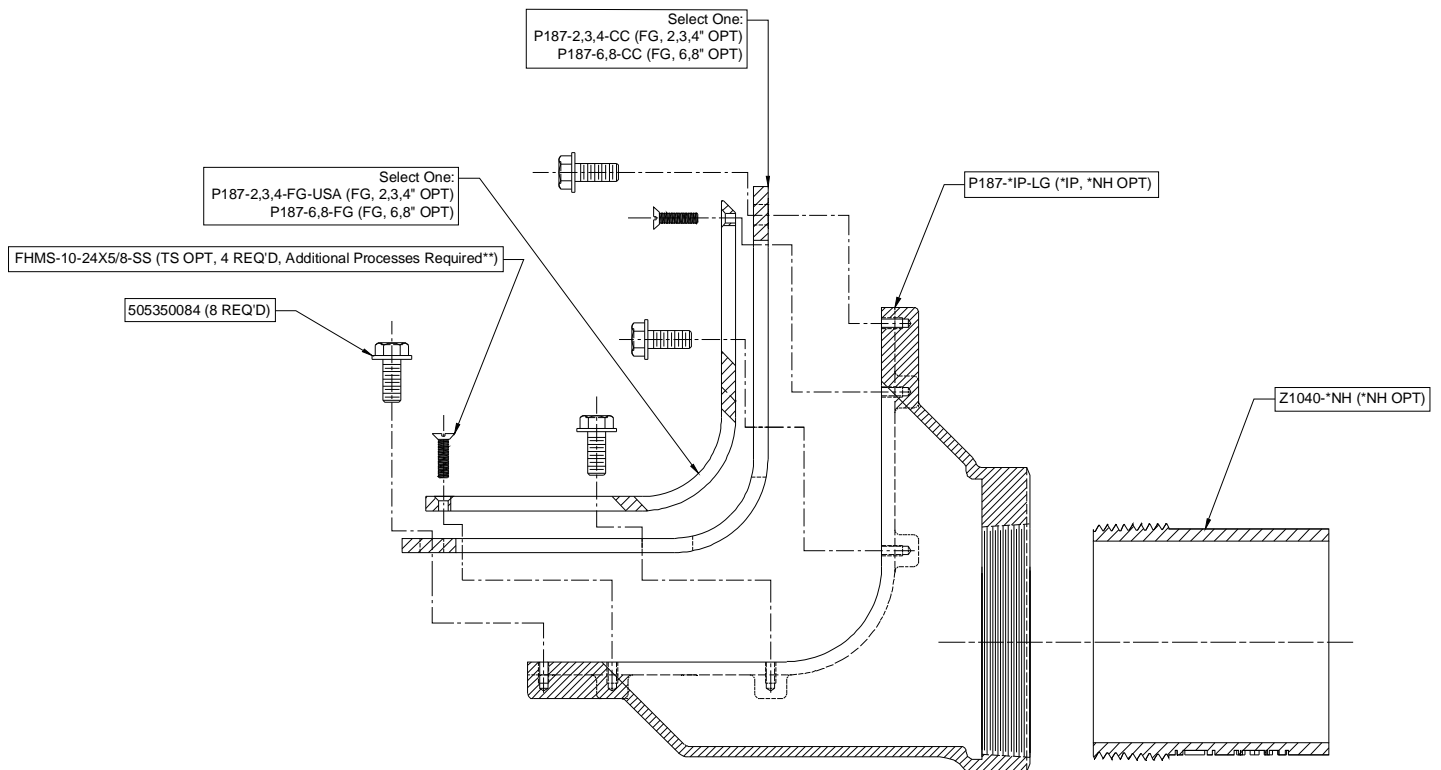 Select One:
P187-2,3,4-CC (FG, 2,3,4" OPT)
P187-6,8-CC (FG, 6,8" OPT)
Select One:
P187-2,3,4-FG-USA (FG, 2,3,4" OPT)
P187-6,8-FG (FG, 6,8" OPT)
P187-*IP-LG (*IP, *NH OPT)
FHMS-10-24X5/8-SS (TS OPT, 4 REQ'D, Additional Processes Required**)
505350084 (8 REQ'D)
Z1040-*NH (*NH OPT)